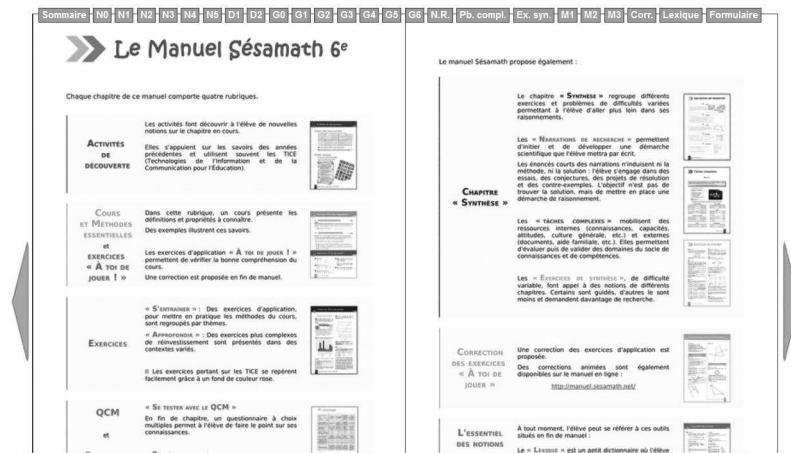 Sommaire N0 N1 N2 N3 N4 N5 D1 D2 G0 G1 G2 G3 G4 G5 G6 N.R. Pb. compl. Ex. syn. M1 M2 M3 Corr. Lexique Formulaire
Le Manuel Sésamath 6e
Chaque chapitre de ce manuel comporte quatre rubriques.
ACTIVITÉS
DE
DÉCOUVERTE
Les activités font découvrir à l'élève de nouvelles
notions sur le chapitre en cours.
Elles s'appuient sur les savoirs des années
précédentes et utilisent souvent les TICE
(Technologies de l'Information et de la
Communication pour l'Éducation).
COURS
ET MÉTHODES
ESSENTIELLES
et
EXERCICES
« À TOI DE
JOUER ! »
Dans cette rubrique, un cours présente les
définitions et propriétés à connaître.
Des exemples illustrent ces savoirs.
Les exercices d'application « À TOI DE JOUER ! »
permettent de vérifier la bonne compréhension du
cours.
Une correction est proposée en fin de manuel.
EXERCICES
« S'ENTRAÎNER » : Des exercices d'application,
pour mettre en pratique les méthodes du cours,
sont regroupés par thèmes.
« APPROFONDIR » : Des exercices plus complexes
de réinvestissement sont présentés dans des
contextes variés.
Les exercices portant sur les TICE se repèrent
facilement grâce à un fond de couleur rose.
QCM
et
« SE TESTER AVEC LE QCM »
En fin de chapitre, un questionnaire à choix
multiples permet à l'élève de faire le point sur ses
connaissances.
Le manuel Sésamath propose également :
CHAPITRE
« SYNTHÈSE »
Le chapitre « SYNTHÈSE » regroupe différents
exercices et problèmes de difficultés variées
permettant à l'élève d'aller plus loin dans ses
raisonnements.
Les « NARRATIONS DE RECHERCHE » permettent
d'initier et de développer une démarche
scientifique que l'élève mettra par écrit.
Les énoncés courts des narrations n'induisent ni la
méthode, ni la solution : l'élève s'engage dans des
essais, des conjectures, des projets de résolution
et des contre-exemples. L'objectif n'est pas de
trouver la solution, mais de mettre en place une
démarche de raisonnement.
Les « TÂCHES COMPLEXES » mobilisent des
ressources internes (connaissances, capacités,
attitudes, culture générale, etc.) et externes
(documents, aide familiale, etc.). Elles permettent
d'évaluer puis de valider des domaines du socle de
connaissances et de compétences.
Les « EXERCICES DE SYNTHÈSE », de difficulté
variable, font appel à des notions de différents
chapitres. Certains sont guidés, d'autres le sont
moins et demandent davantage de recherche.
CORRECTION
DES EXERCICES
« À TOI DE
JOUER »
Une correction des exercices d'application est
proposée.
Des corrections animées sont également
disponibles sur le manuel en ligne :
http://manuel.sesamath.net/
L'ESSENTIEL
DES NOTIONS
À tout moment, l'élève peut se référer à ces outils
situés en fin de manuel :
Le « LEXIQUE » est un petit dictionnaire où l'élève